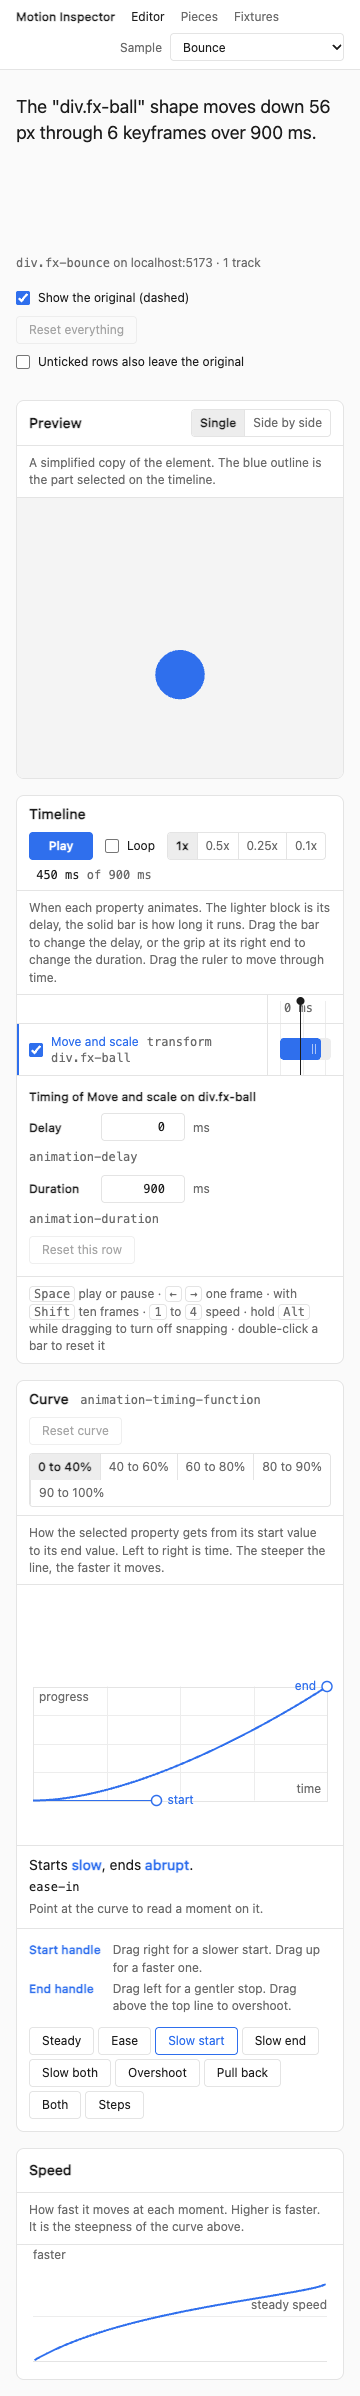 Motion Inspector Editor Pieces Fixtures
Sample Bounce
The "div.fx-ball" shape moves down 56
px through 6 keyframes over 900 ms.
div.fx-bounce on localhost:5173 · 1 track
Show the original (dashed)
Reset everything
Unticked rows also leave the original
Preview Single Side by side
A simplified copy of the element. The blue outline is
the part selected on the timeline.
Timeline
Play Loop 1x 0.5x 0.25x 0.1x
450 ms of 900 ms
When each property animates. The lighter block is its
delay, the solid bar is how long it runs. Drag the bar
to change the delay, or the grip at its right end to
change the duration. Drag the ruler to move through
time.
0 ms
Move and scale transform
div.fx-ball
Timing of Move and scale on div.fx-ball
Delay 0 ms
animation-delay
Duration 900 ms
animation-duration
Reset this row
Space play or pause · ← → one frame · with
Shift ten frames · 1 to 4 speed · hold Alt
while dragging to turn off snapping · double-click a
bar to reset it
Curve animation-timing-function
Reset curve
0 to 40% 40 to 60% 60 to 80% 80 to 90%
90 to 100%
How the selected property gets from its start value
to its end value. Left to right is time. The steeper the
line, the faster it moves.
end
progress
time
start
Starts slow, ends abrupt.
ease-in
Point at the curve to read a moment on it.
Start handle Drag right for a slower start. Drag up
for a faster one.
End handle Drag left for a gentler stop. Drag
above the top line to overshoot.
Steady Ease Slow start Slow end
Slow both Overshoot Pull back
Both Steps
Speed
How fast it moves at each moment. Higher is faster.
It is the steepness of the curve above.
faster
steady speed